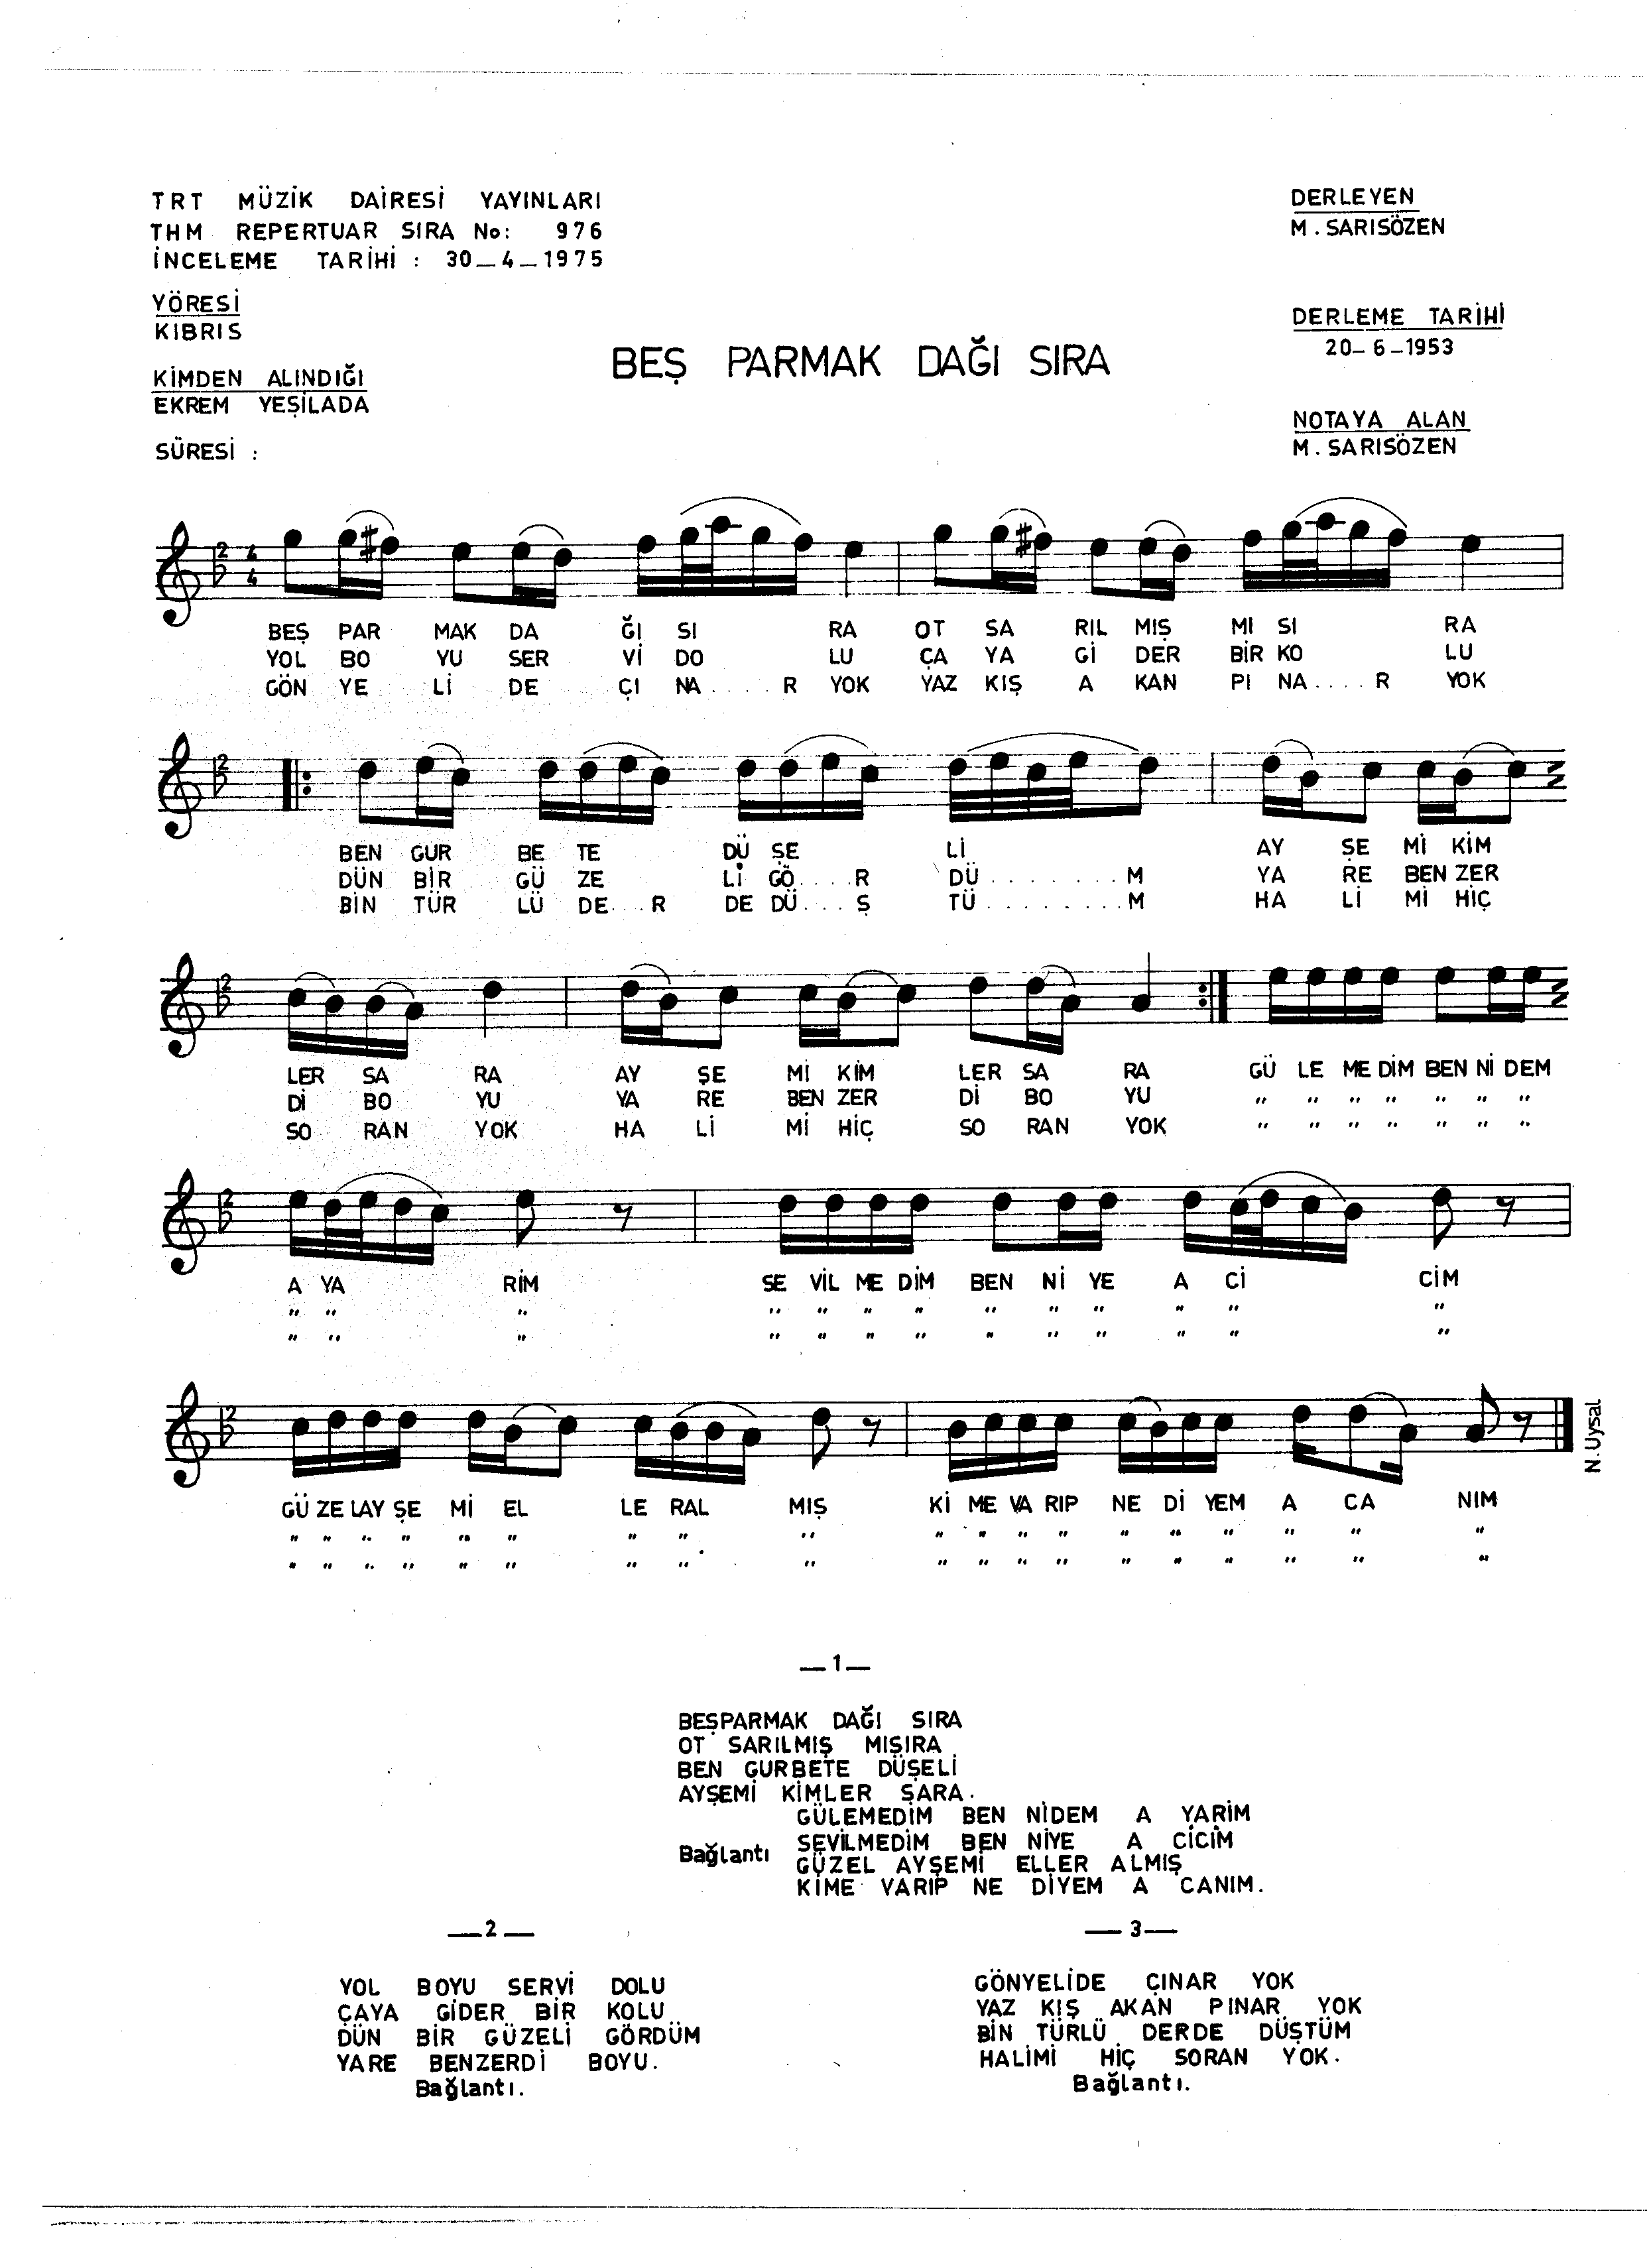 TRT MÜZİK DAİRESİ YAYINLARI
THM REPERTUAR SIRA No: 976
İNCELEME TARİHİ : 30_4_1975
DERLEYEN
M. SARISÖZEN
YÖRESİ
KIBRIS
DERLEME TARİHİ
20-6-1953
BEŞ PARMAK DAĞI SIRA
KİMDEN ALINDIĞI
EKREM YEŞİLADA
NOTAYA ALAN
M. SARISÖZEN
SÜRESİ :
2
4
4
BEŞ PAR MAK DA ĞI SI RA OT SA RIL MIŞ MI SI RA
YOL BO YU SER Vİ DO LU ÇA YA Gİ DER BİR KO LU
GÖN YE Lİ DE ÇI NA....R YOK YAZ KIŞ A KAN PI NA....R YOK
2
BEN GUR BE TE DÜ ŞE Lİ AY ŞE Mİ KİM
DÜN BİR GÜ ZE Lİ GÖ....R DÜ........M YA RE BEN ZER
BİN TÜR LÜ DE...R DE DÜ....Ş TÜ........M HA Lİ Mİ HİÇ
2
LER SA RA AY ŞE Mİ KİM LER SA RA GÜ LE ME DİM BEN Nİ DEM
Dİ BO YU YA RE BEN ZER Dİ BO YU " " " " " " "
SO RAN YOK HA Lİ Mİ HİÇ SO RAN YOK " " " " " " "
2
A YA RİM SE VİL ME DİM BEN Nİ YE A Cİ CİM
" " " " " " " " " " " " "
" " " " " " " " " " " " "
2
GÜ ZE LAY ŞE Mİ EL LE RAL MIŞ Kİ ME VA RIP NE Dİ YEM A CA NIM
" " " " " " " " " " " " " " " " " " "
" " " " " " " " " " " " " " " " " " "
N. Uysal
_1_
BEŞPARMAK DAĞI SIRA
OT SARILMIŞ MISIRA
BEN GURBETE DÜŞELİ
AYŞEMİ KİMLER SARA.
GÜLEMEDİM BEN NİDEM A YARİM
SEVİLMEDİM BEN NİYE A CİCİM
Bağlantı
GÜZEL AYŞEMİ ELLER ALMIŞ
KİME VARIP NE DİYEM A CANIM.
_2_
YOL BOYU SERVİ DOLU
ÇAYA GİDER BİR KOLU
DÜN BİR GÜZELİ GÖRDÜM
YARE BENZERDİ BOYU.
Bağlantı.
_3_
GÖNYELİDE ÇINAR YOK
YAZ KIŞ AKAN PINAR YOK
BİN TÜRLÜ DERDE DÜŞTÜM
HALİMİ HİÇ SORAN YOK.
Bağlantı.